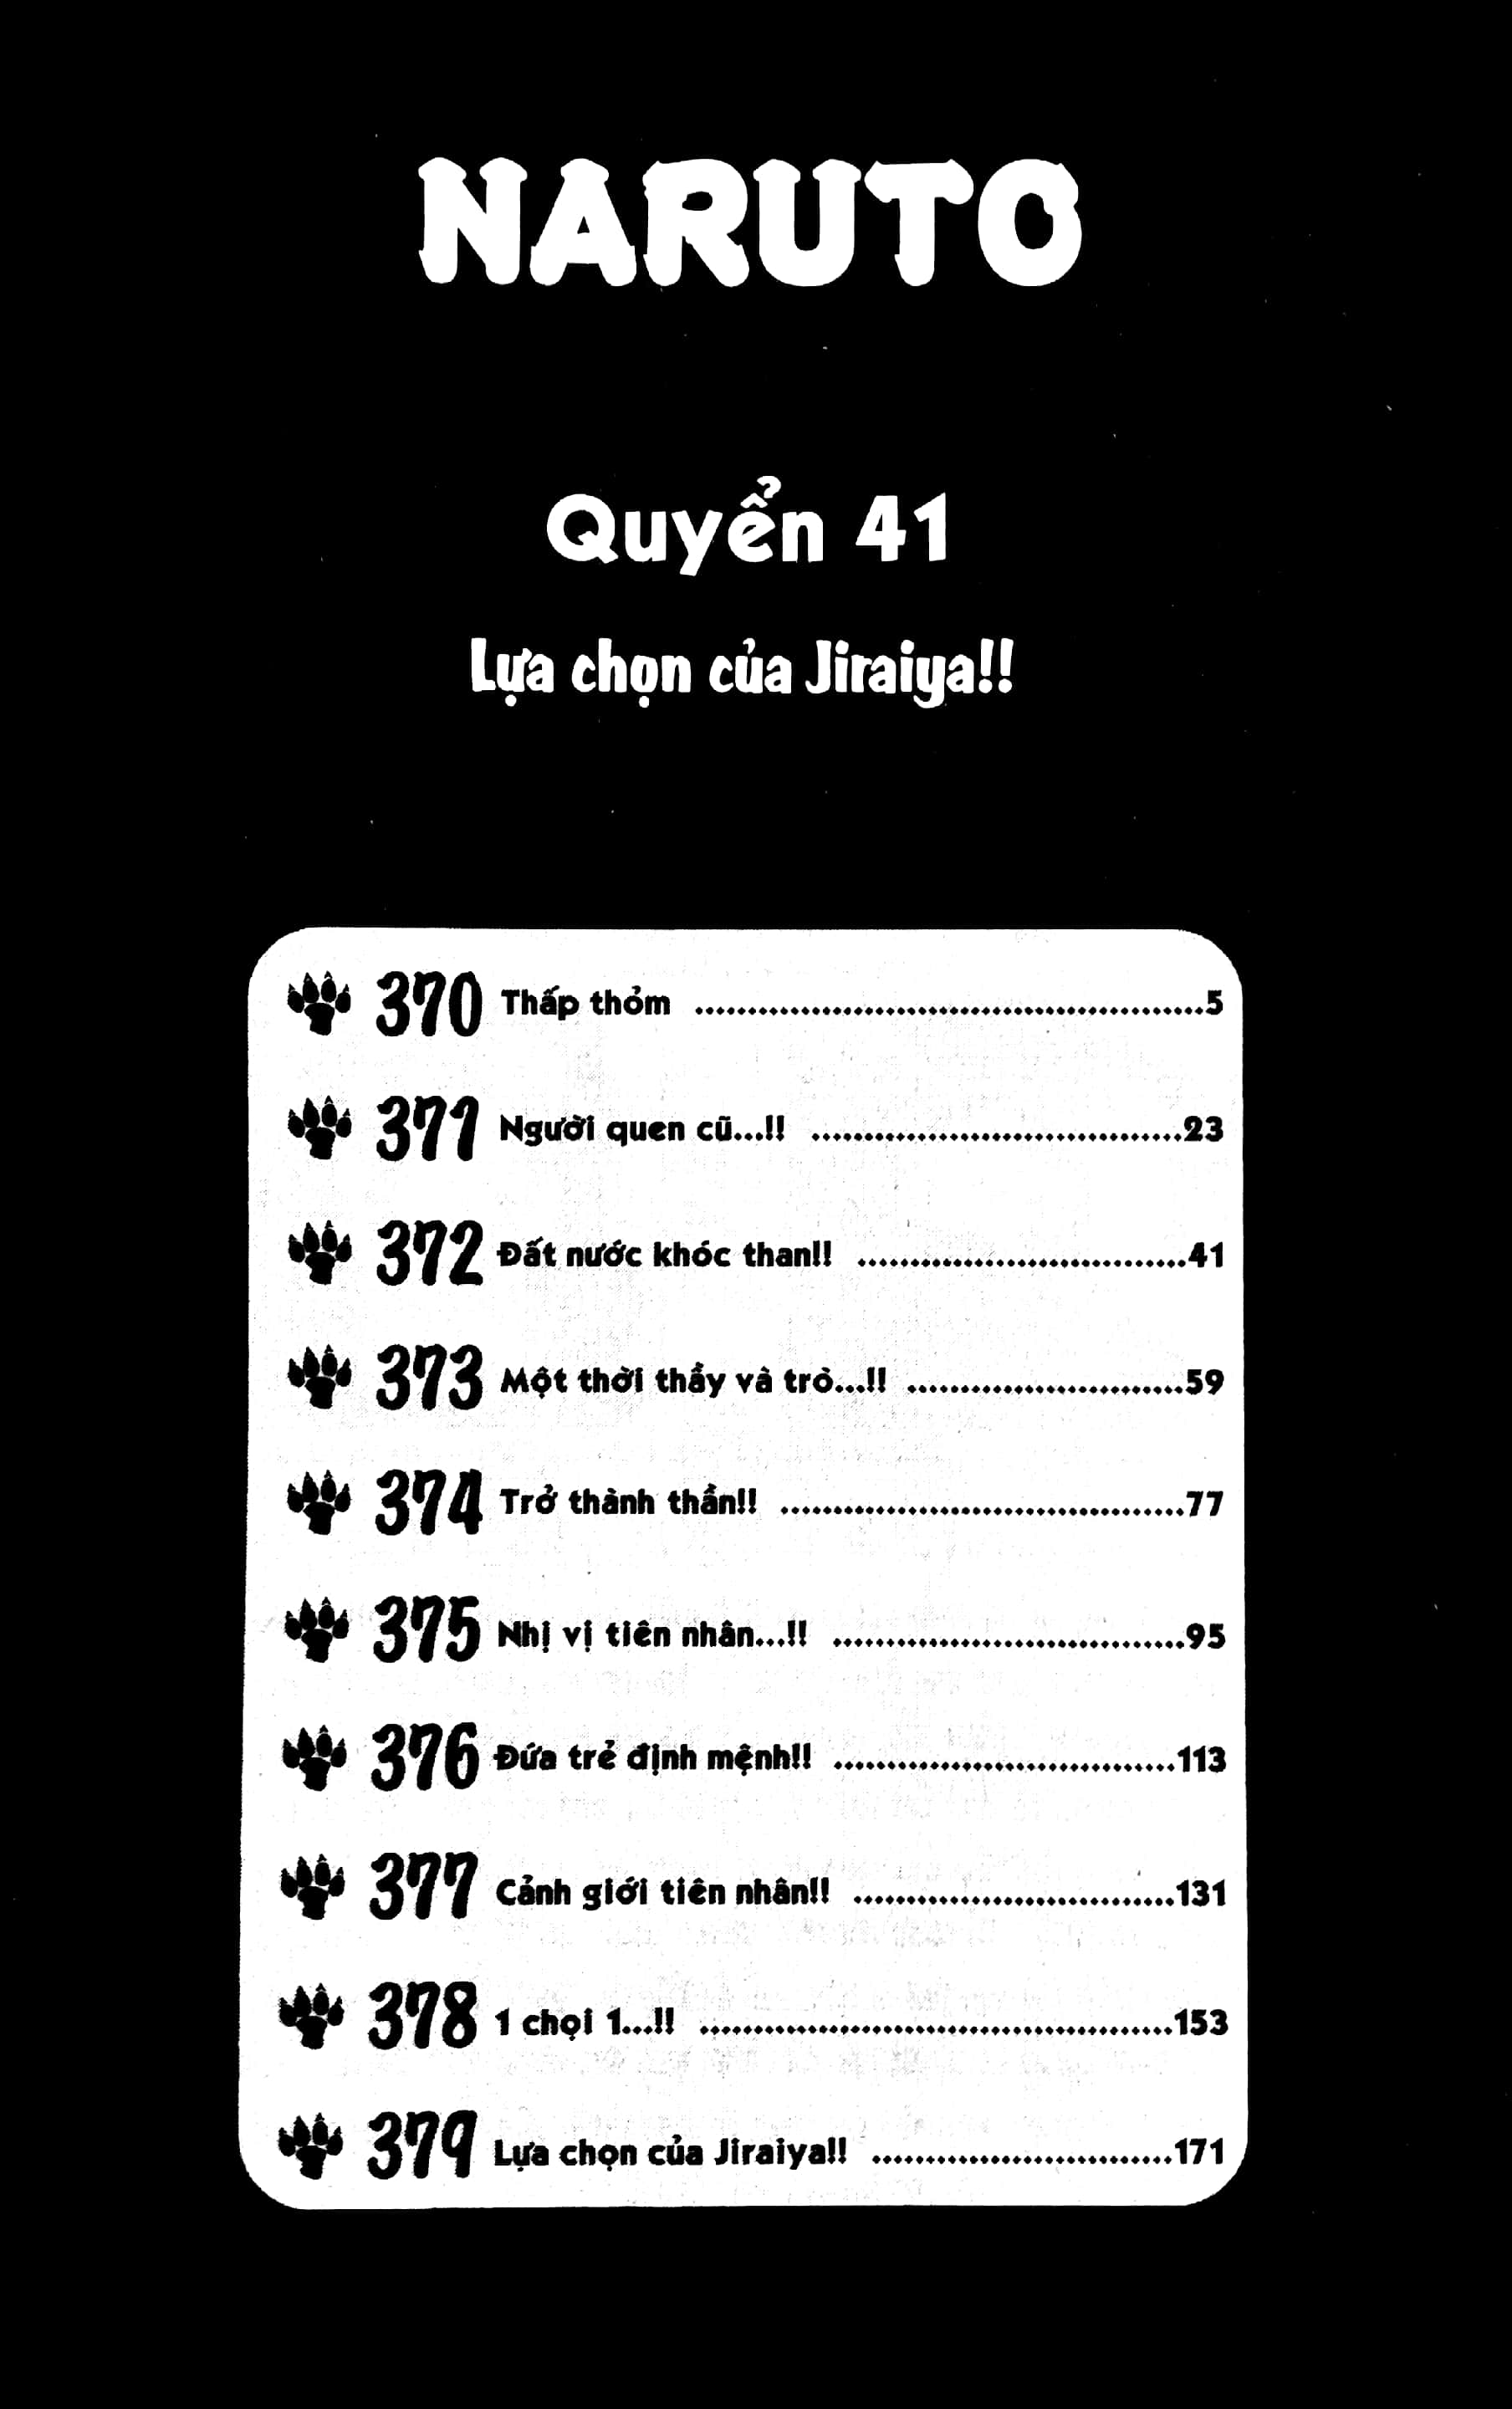 NARUTO
Quyển 41
Lựa chọn của Jiraiya!!
370 Thấp thỏm ................................................5
371 Người quen cũ...!! ...................................23
372 Đất nước khóc than!! ...............................41
373 Một thời thầy và trò...!! ..........................59
374 Trở thành thần!! ......................................77
375 Nhị vị tiên nhân...!! .................................95
376 Đứa trẻ định mệnh!! ................................113
377 Cảnh giới tiên nhân!! ..............................131
378 1 chọi 1...!! ............................................153
379 Lựa chọn của Jiraiya!! ............................171